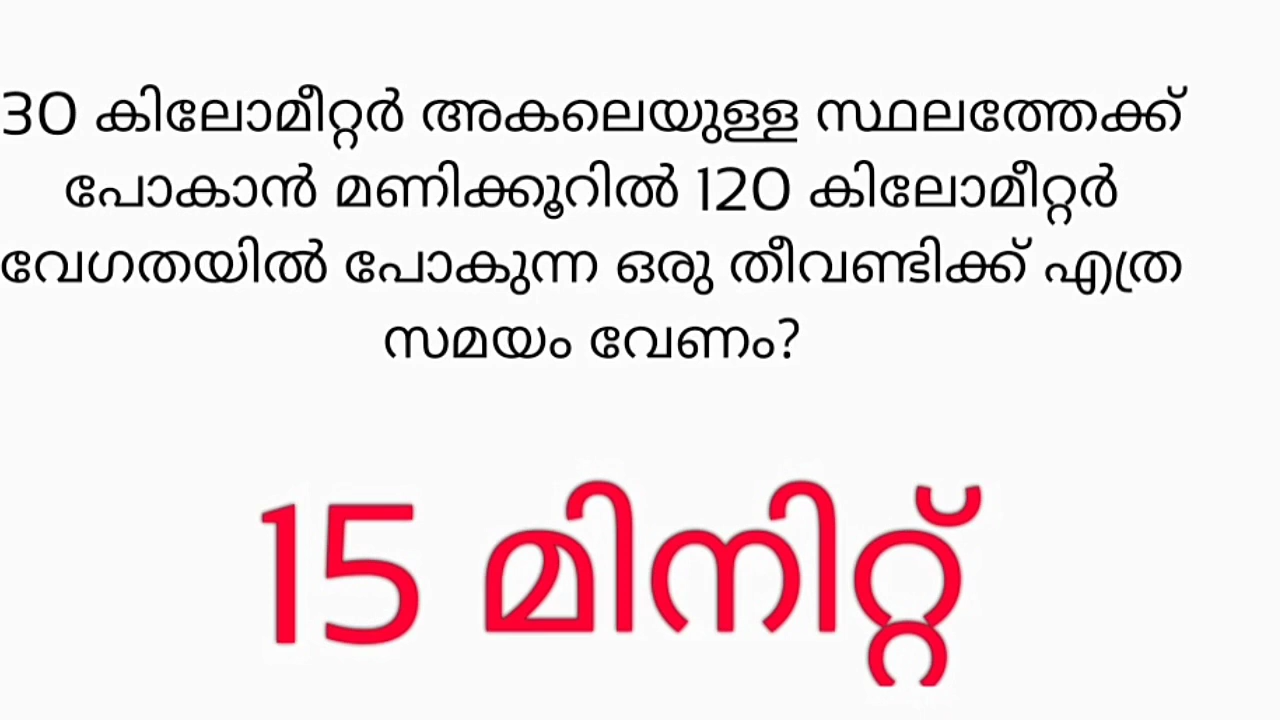 30 കിലോമീറ്റർ അകലെയുള്ള സ്ഥലത്തേക്ക്
പോകാൻ മണിക്കൂറിൽ 120 കിലോമീറ്റർ
വേഗതയിൽ പോകുന്ന ഒരു തീവണ്ടിക്ക് എത്ര
സമയം വേണം?
15 മിനിറ്റ്